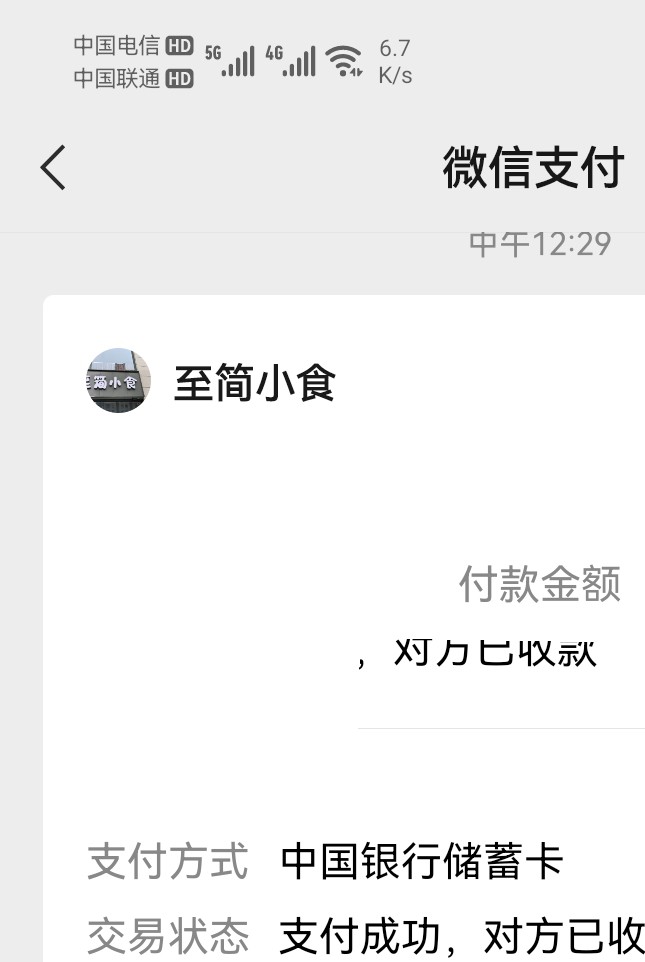 中国电信 HD 5G 4G 6.7
中国联通 HD K/s
微信支付
中午12:29
至简小食
付款金额
，对方已收款
支付方式 中国银行储蓄卡
交易状态 支付成功，对方已收